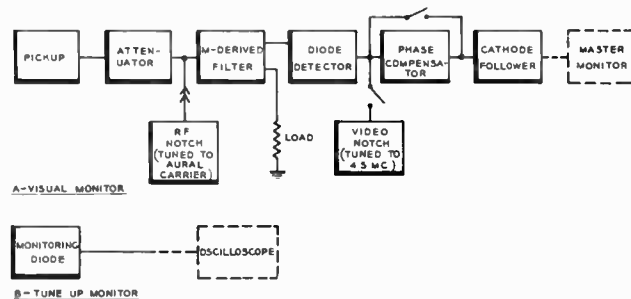 PICKUP
ATTEN-
UATOR
M-DERIVED
FILTER
DIODE
DETECTOR
PHASE
COMPENSA-
TOR
CATHODE
FOLLOWER
MASTER
MONITOR
RF
NOTCH
(TUNED TO
AURAL
CARRIER)
LOAD
VIDEO
NOTCH
(TUNED TO
4.5 MC)
A-VISUAL MONITOR
MONITORING
DIODE
OSCILLOSCOPE
B-TUNE UP MONITOR